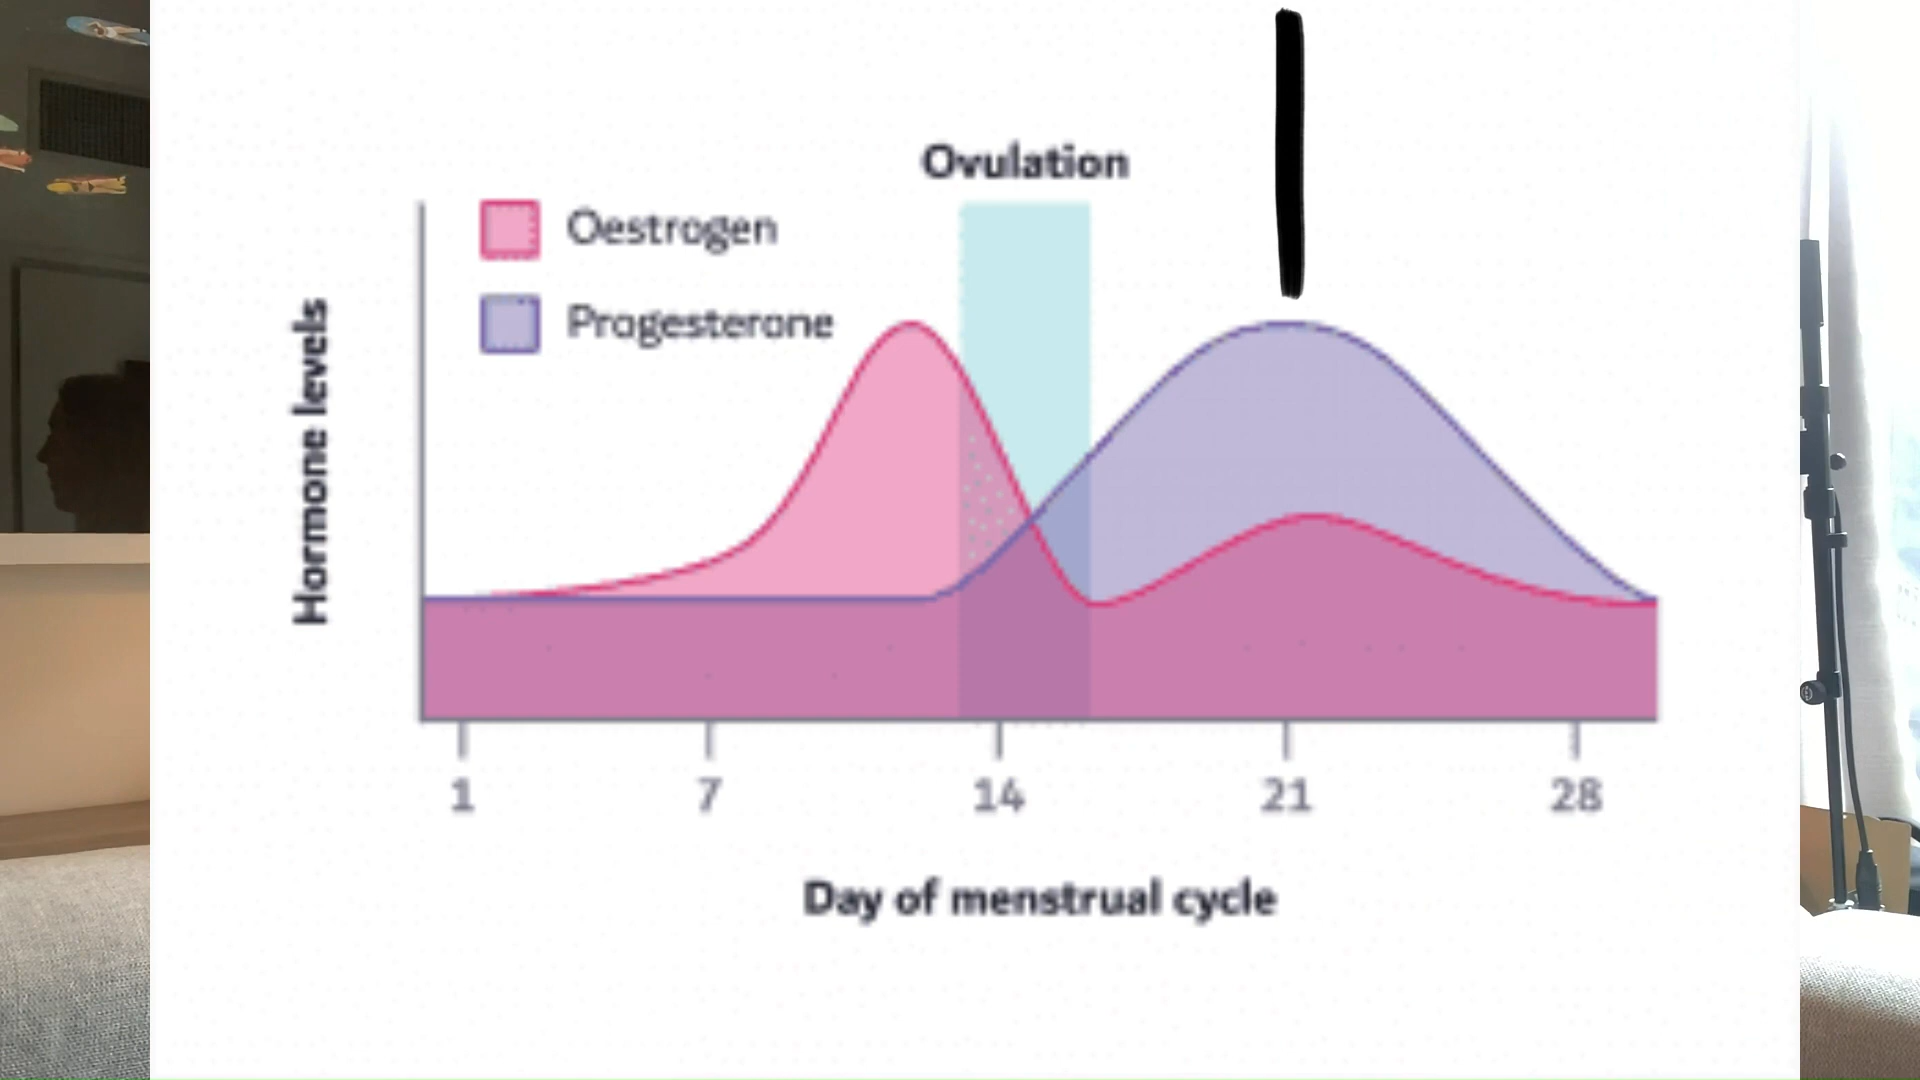 Ovulation
Oestrogen
Progesterone
Hormone levels
1 7 14 21 28
Day of menstrual cycle